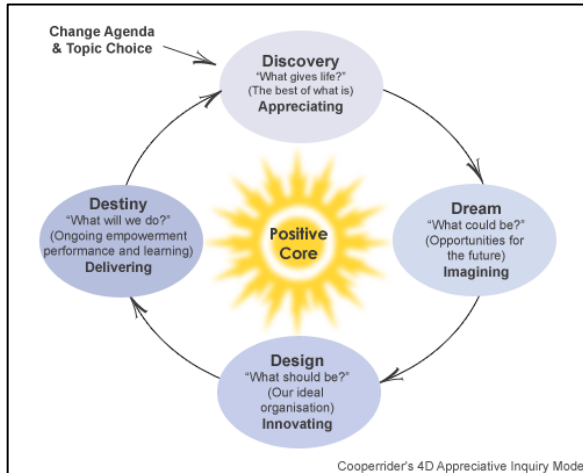 Change Agenda
& Topic Choice
Discovery
“What gives life?”
(The best of what is)
Appreciating
Dream
“What could be?”
(Opportunities for
the future)
Imagining
Design
“What should be?”
(Our ideal
organisation)
Innovating
Destiny
“What will we do?”
(Ongoing empowerment
performance and learning)
Delivering
Positive
Core
Cooperrider's 4D Appreciative Inquiry Mode